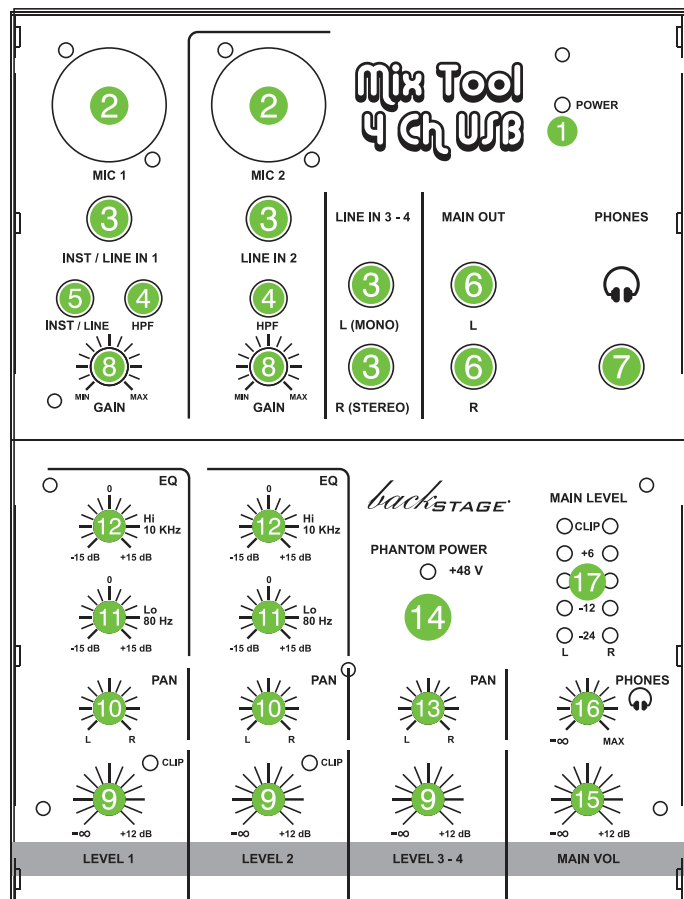 Mix Tool
4 Ch USB
POWER
1
2
2
MIC 1
MIC 2
3
3
LINE IN 3 - 4
MAIN OUT
PHONES
INST / LINE IN 1
LINE IN 2
5
4
4
3
6
INST / LINE
HPF
HPF
L (MONO)
L
8
8
3
6
7
MIN
MAX
MIN
MAX
GAIN
GAIN
R (STEREO)
R
EQ
EQ
backSTAGE
MAIN LEVEL
0
0
12
Hi
10 KHz
12
Hi
10 KHz
CLIP
-15 dB
+15 dB
-15 dB
+15 dB
PHANTOM POWER
+6
+48 V
17
0
0
11
Lo
80 Hz
11
Lo
80 Hz
14
-12
-24
-15 dB
+15 dB
-15 dB
+15 dB
L
R
PAN
PAN
PAN
PHONES
10
10
13
16
L
R
L
R
L
R
-∞
MAX
CLIP
CLIP
9
9
9
15
-∞
+12 dB
-∞
+12 dB
-∞
+12 dB
-∞
+12 dB
LEVEL 1
LEVEL 2
LEVEL 3 - 4
MAIN VOL